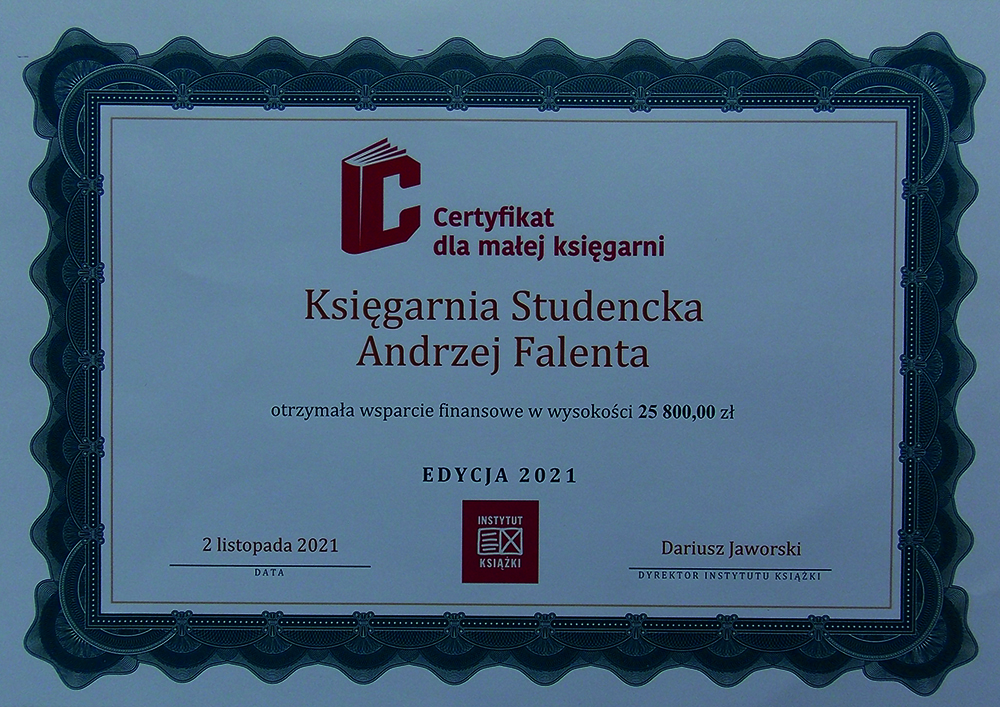 Certyfikat
dla małej księgarni
Księgarnia Studencka
Andrzej Falenta
otrzymała wsparcie finansowe w wysokości 25 800,00 zł
EDYCJA 2021
INSTYTUT
KSIĄŻKI
2 listopada 2021
DATA
Dariusz Jaworski
DYREKTOR INSTYTUTU KSIĄŻKI